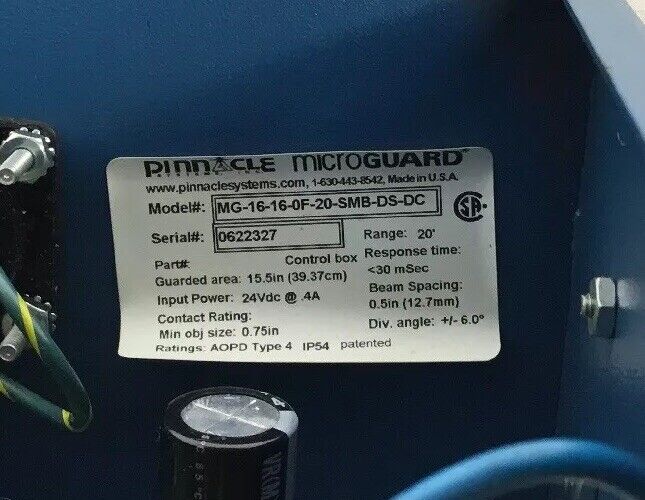 PINNACLE MICROGUARD
www.pinnaclesystems.com, 1-630-443-8542, Made in U.S.A.
Model#: MG-16-16-0F-20-SMB-DS-DC
Serial#: 0622327
Range: 20'
Part#: Control box
Response time: <30 mSec
Guarded area: 15.5in (39.37cm)
Input Power: 24Vdc @ .4A
Beam Spacing: 0.5in (12.7mm)
Contact Rating:
Min obj size: 0.75in
Div. angle: +/- 6.0°
Ratings: AOPD Type 4 IP54 patented